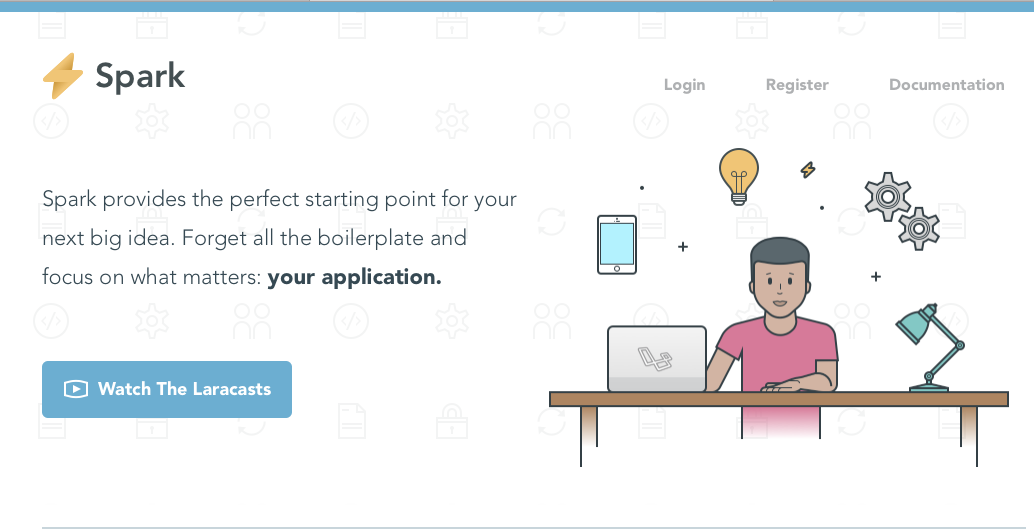 Spark
Login
Register
Documentation
Spark provides the perfect starting point for your
next big idea. Forget all the boilerplate and
focus on what matters: your application.
Watch The Laracasts